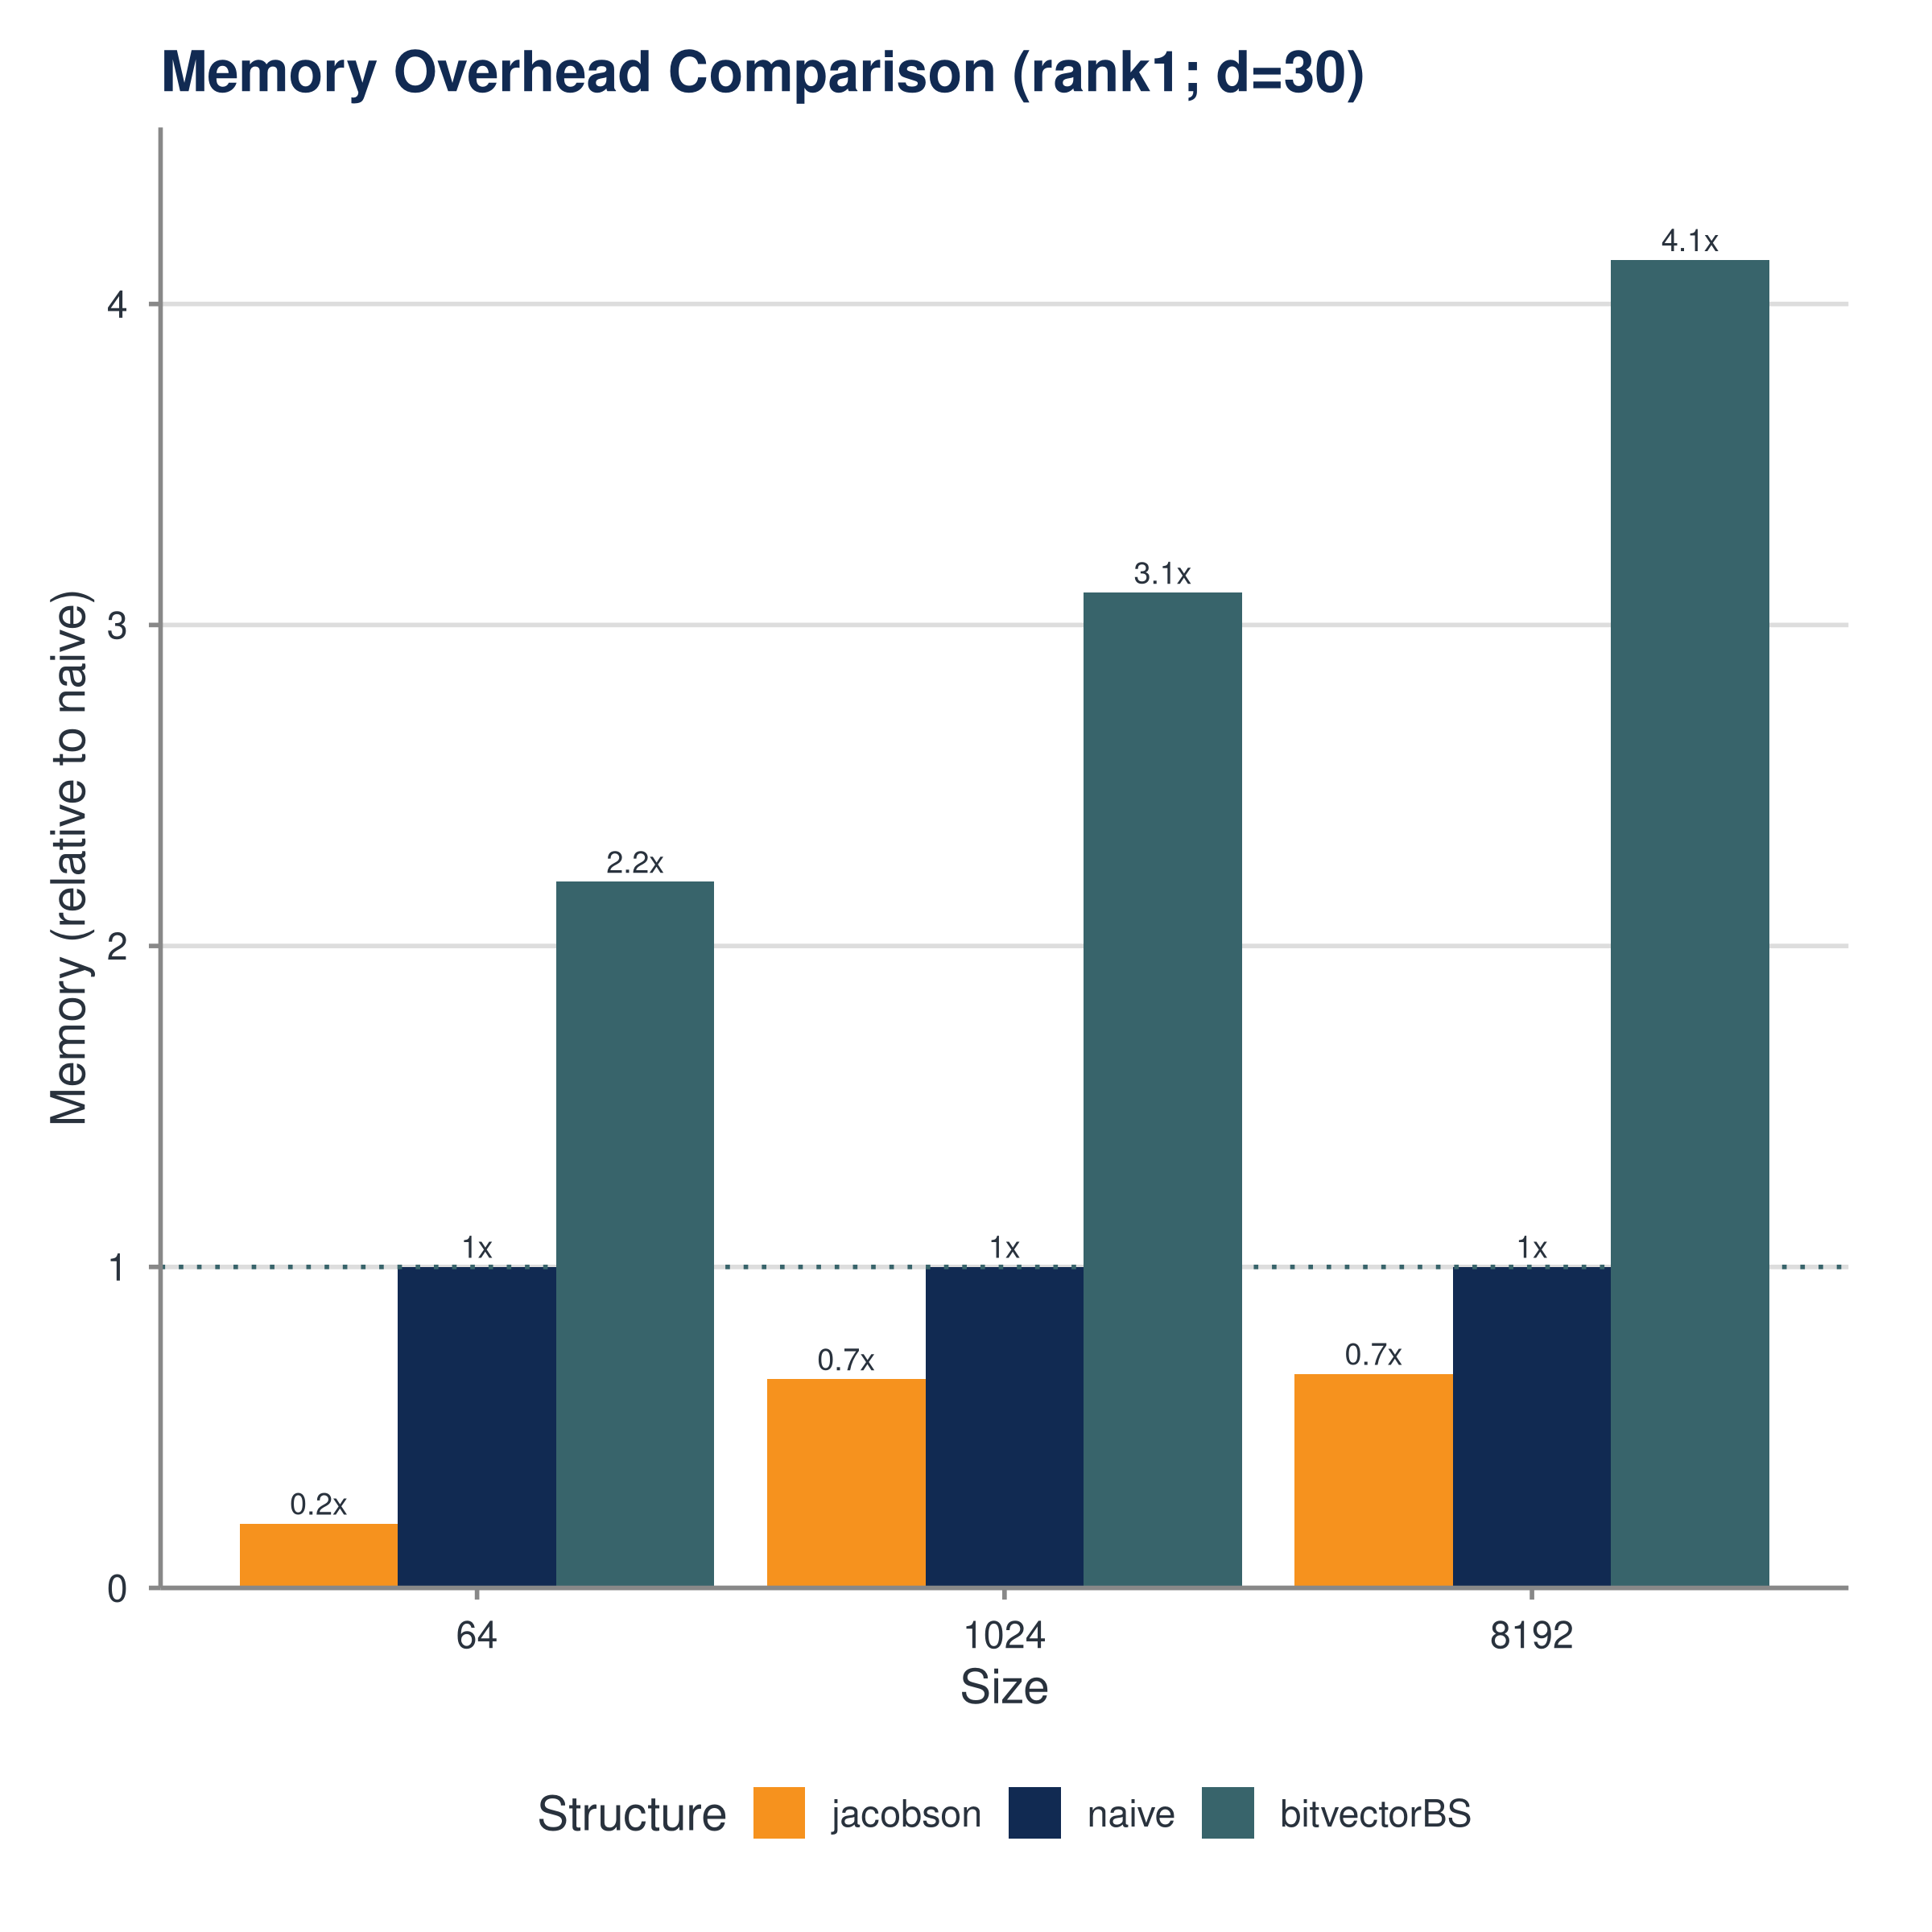 Memory Overhead Comparison (rank1; d=30)
Memory (relative to naive)
4
3
2
1
0
0.2x
1x
2.2x
0.7x
1x
3.1x
0.7x
1x
4.1x
64
1024
8192
Size
Structure jacobson naive bitvectorBS